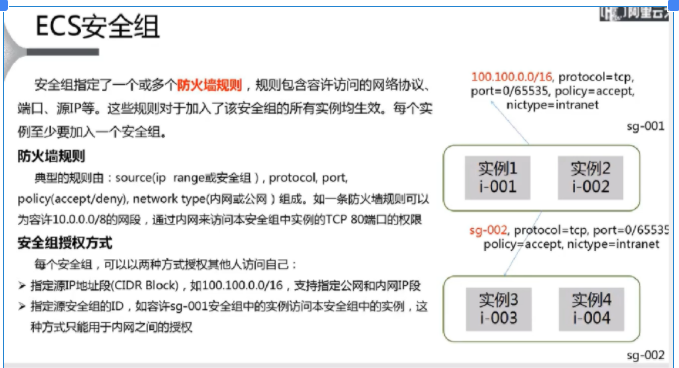 ECS安全组
安全组指定了一个或多个防火墙规则，规则包含容许访问的网络协议、
端口、源IP等。这些规则对于加入了该安全组的所有实例均生效。每个实
例至少要加入一个安全组。
防火墙规则
典型的规则由：source(ip range或安全组)，protocol, port,
policy(accept/deny), network type(内网或公网）组成。如一条防火墙规则可以
为容许10.0.0.0/8的网段，通过内网来访问本安全组中实例的TCP 80端口的权限
安全组授权方式
每个安全组，可以以两种方式授权其他人访问自己：
➢ 指定源IP地址段(CIDR Block)，如100.100.0.0/16，支持指定公网和内网IP段
➢ 指定源安全组的ID，如容许sg-001安全组中的实例访问本安全组中的实例，这
种方式只能用于内网之间的授权
100.100.0.0/16, protocol=tcp,
port=0/65535, policy=accept,
nictype=intranet
sg-001
实例1
i-001
实例2
i-002
sg-002, protocol=tcp, port=0/65535
policy=accept, nictype=intranet
实例3
i-003
实例4
i-004
sg-002